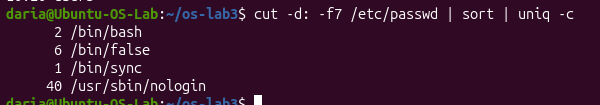 daria@Ubuntu-OS-Lab:~/os-lab3$ cut -d: -f7 /etc/passwd | sort | uniq -c
      2 /bin/bash
      6 /bin/false
      1 /bin/sync
     40 /usr/sbin/nologin
daria@Ubuntu-OS-Lab:~/os-lab3$